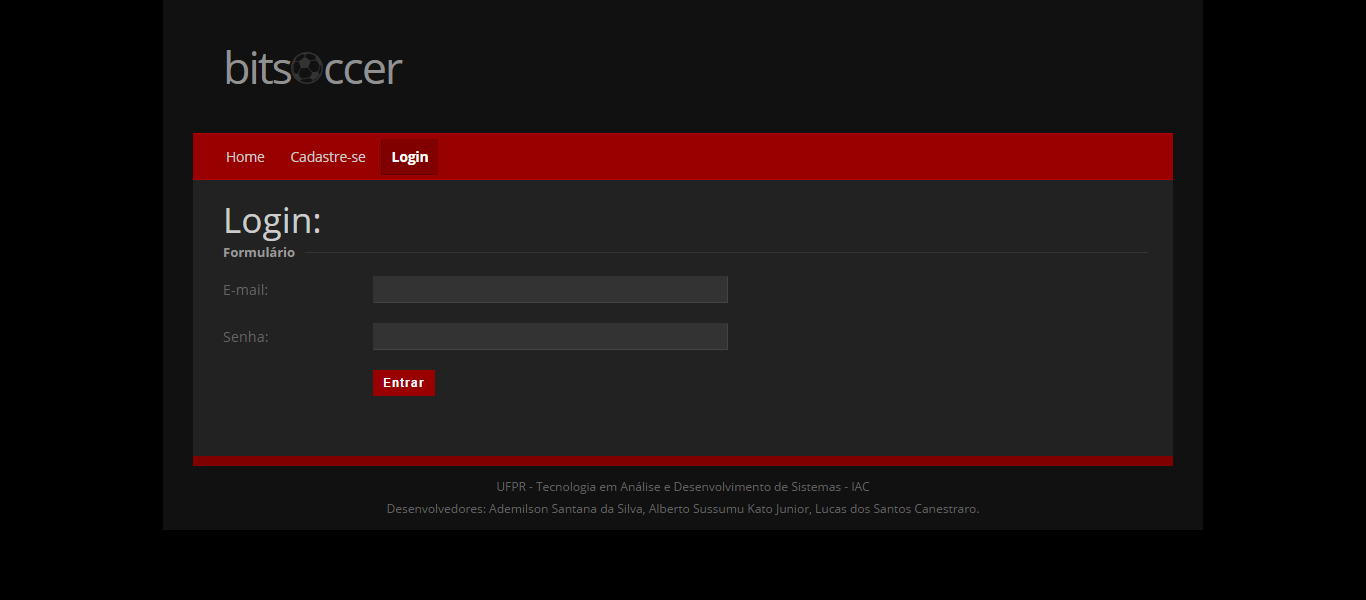 bitsoccer
Home Cadastre-se Login
Login:
Formulário
E-mail:
Senha:
Entrar
UFPR - Tecnologia em Análise e Desenvolvimento de Sistemas - IAC
Desenvolvedores: Ademilson Santana da Silva, Alberto Sussumu Kato Junior, Lucas dos Santos Canestraro.